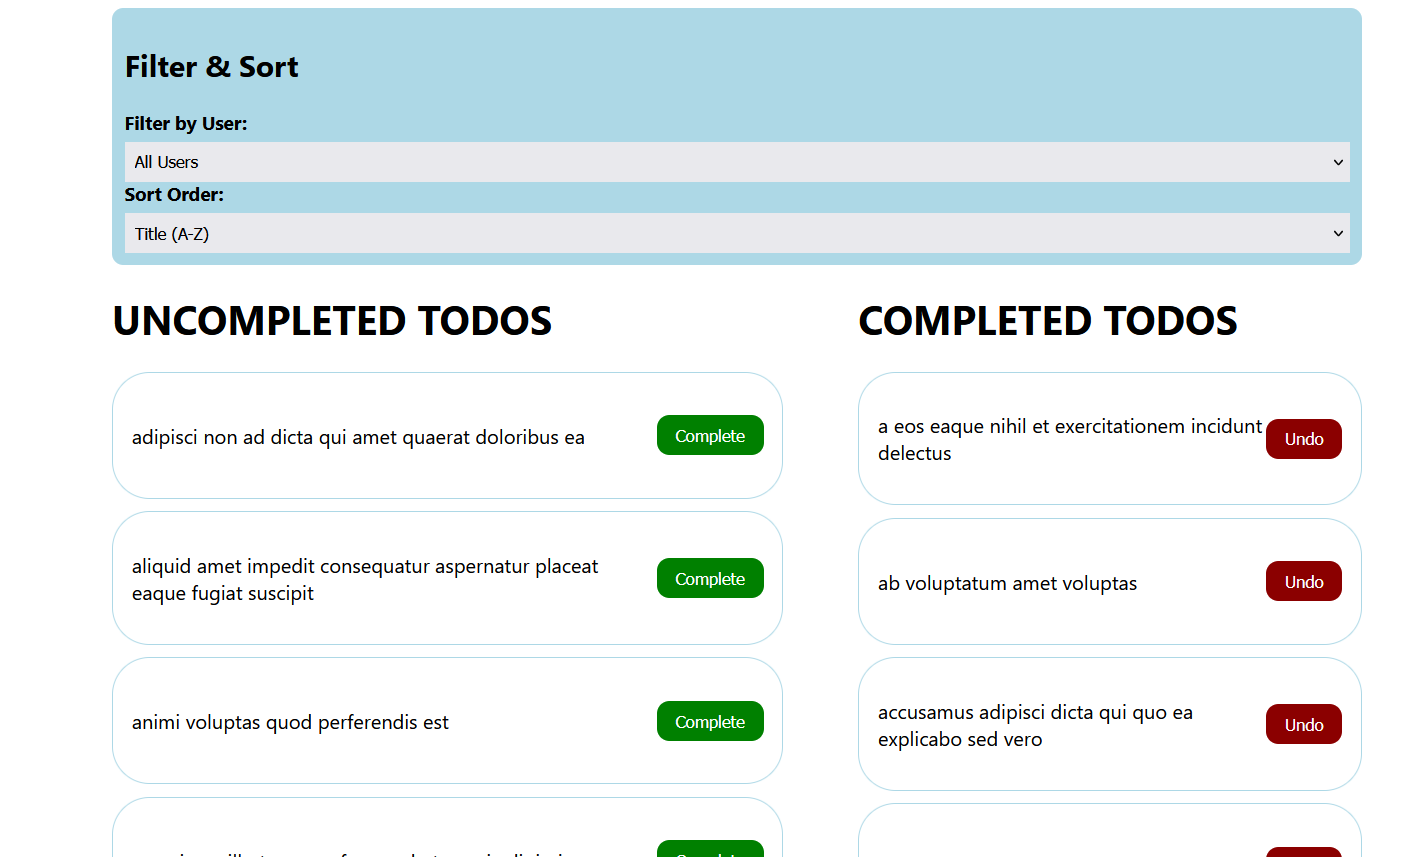 Filter & Sort
Filter by User:
All Users
Sort Order:
Title (A-Z)
UNCOMPLETED TODOS
adipisci non ad dicta qui amet quaerat doloribus ea
Complete
aliquid amet impedit consequatur aspernatur placeat
eaque fugiat suscipit
Complete
animi voluptas quod perferendis est
Complete
COMPLETED TODOS
a eos eaque nihil et exercitationem incidunt
delectus
Undo
ab voluptatum amet voluptas
Undo
accusamus adipisci dicta qui quo ea
explicabo sed vero
Undo